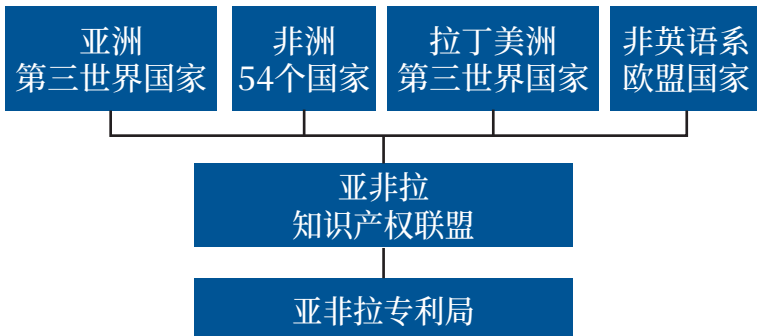 亚洲
第三世界国家
非洲
54个国家
拉丁美洲
第三世界国家
非英语系
欧盟国家
亚非拉
知识产权联盟
亚非拉专利局